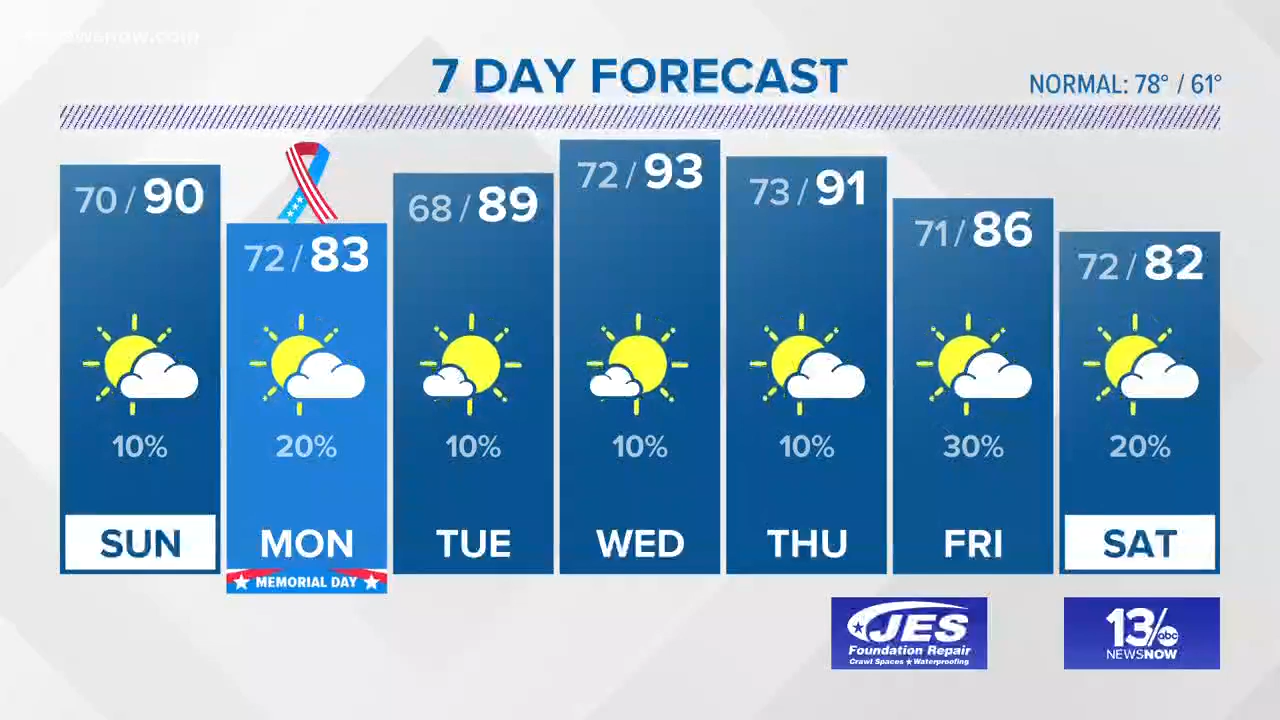 7 DAY FORECAST
NORMAL: 78° / 61°
70 / 90
72 / 83
68 / 89
72 / 93
73 / 91
71 / 86
72 / 82
10%
20%
10%
10%
10%
30%
20%
SUN
MON
TUE
WED
THU
FRI
SAT
MEMORIAL DAY
JES
Foundation Repair
Crawl Spaces ★ Waterproofing
13/ abc
NEWSNOW